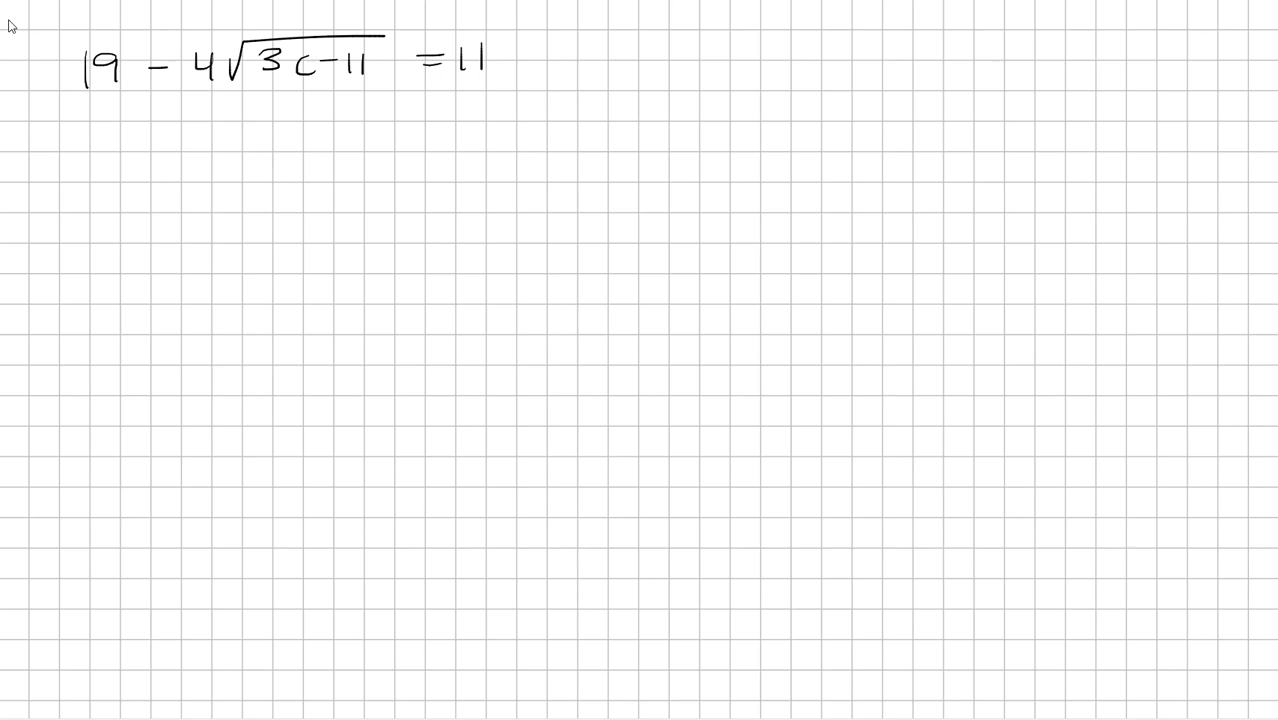 19 - 4√(3c-11) = 11